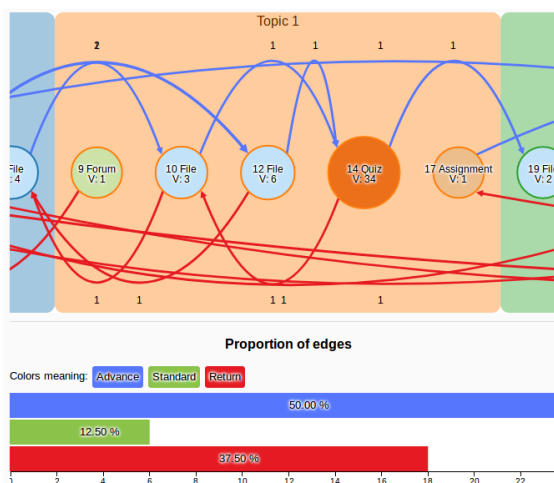 Topic 1
1 1 1 1
File 9 Forum 10 File 12 File 14 Quiz 17 Assignment 19 File
: 4 V: 1 V: 3 V: 6 V: 34 V: 1 V: 2
1 1 1 1 1
Proportion of edges
Colors meaning: Advance Standard Return
50.00 %
12.50 %
37.50 %
0 2 4 6 8 10 12 14 16 18 20 22